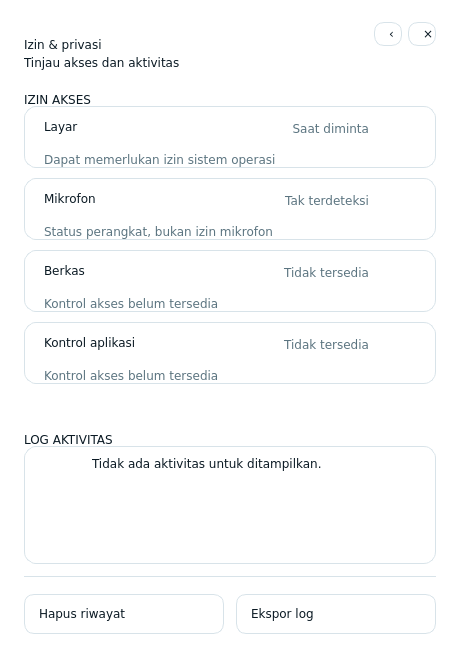 ‹ ×
Izin & privasi
Tinjau akses dan aktivitas
IZIN AKSES
Layar Saat diminta
Dapat memerlukan izin sistem operasi
Mikrofon Tak terdeteksi
Status perangkat, bukan izin mikrofon
Berkas Tidak tersedia
Kontrol akses belum tersedia
Kontrol aplikasi Tidak tersedia
Kontrol akses belum tersedia
LOG AKTIVITAS
Tidak ada aktivitas untuk ditampilkan.
Hapus riwayat Ekspor log